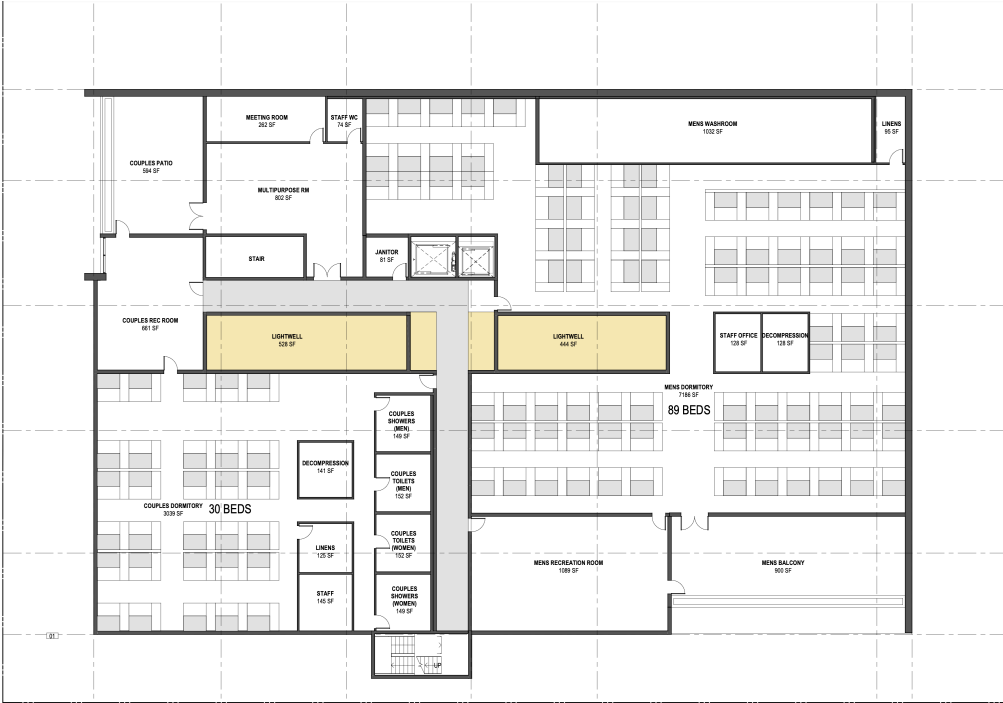 MEETING ROOM
262 SF
STAFF WC
74 SF
MENS WASHROOM
1032 SF
LINENS
95 SF
COUPLES PATIO
594 SF
MULTIPURPOSE RM
802 SF
STAIR
JANITOR
81 SF
COUPLES REC ROOM
661 SF
LIGHTWELL
528 SF
LIGHTWELL
444 SF
STAFF OFFICE
128 SF
DECOMPRESSION
128 SF
MENS DORMITORY
7186 SF
89 BEDS
COUPLES
SHOWERS
(MEN)
149 SF
DECOMPRESSION
141 SF
COUPLES
TOILETS
(MEN)
152 SF
COUPLES DORMITORY
3039 SF
30 BEDS
LINENS
125 SF
COUPLES
TOILETS
(WOMEN)
152 SF
MENS RECREATION ROOM
1089 SF
MENS BALCONY
900 SF
STAFF
145 SF
COUPLES
SHOWERS
(WOMEN)
149 SF
01
UP